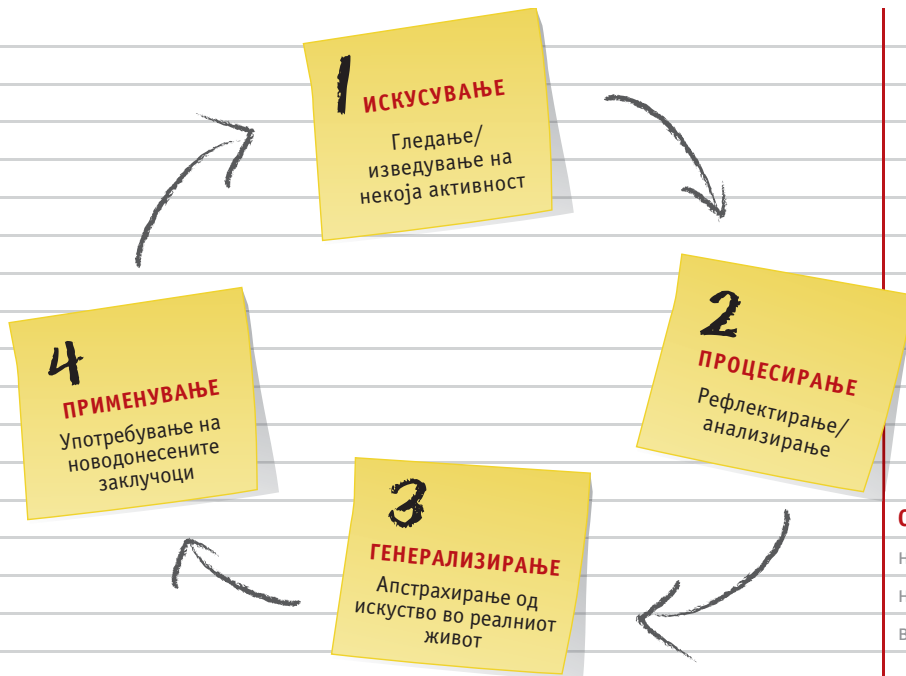 1 ИСКУСУВАЊЕ
Гледање/
изведување на
некоја активност
2
ПРОЦЕСИРАЊЕ
Рефлектирање/
анализирање
3
ГЕНЕРАЛИЗИРАЊЕ
Апстрахирање од
искуство во реалниот
живот
4
ПРИМЕНУВАЊЕ
Употребување на
новодонесените
заклучоци